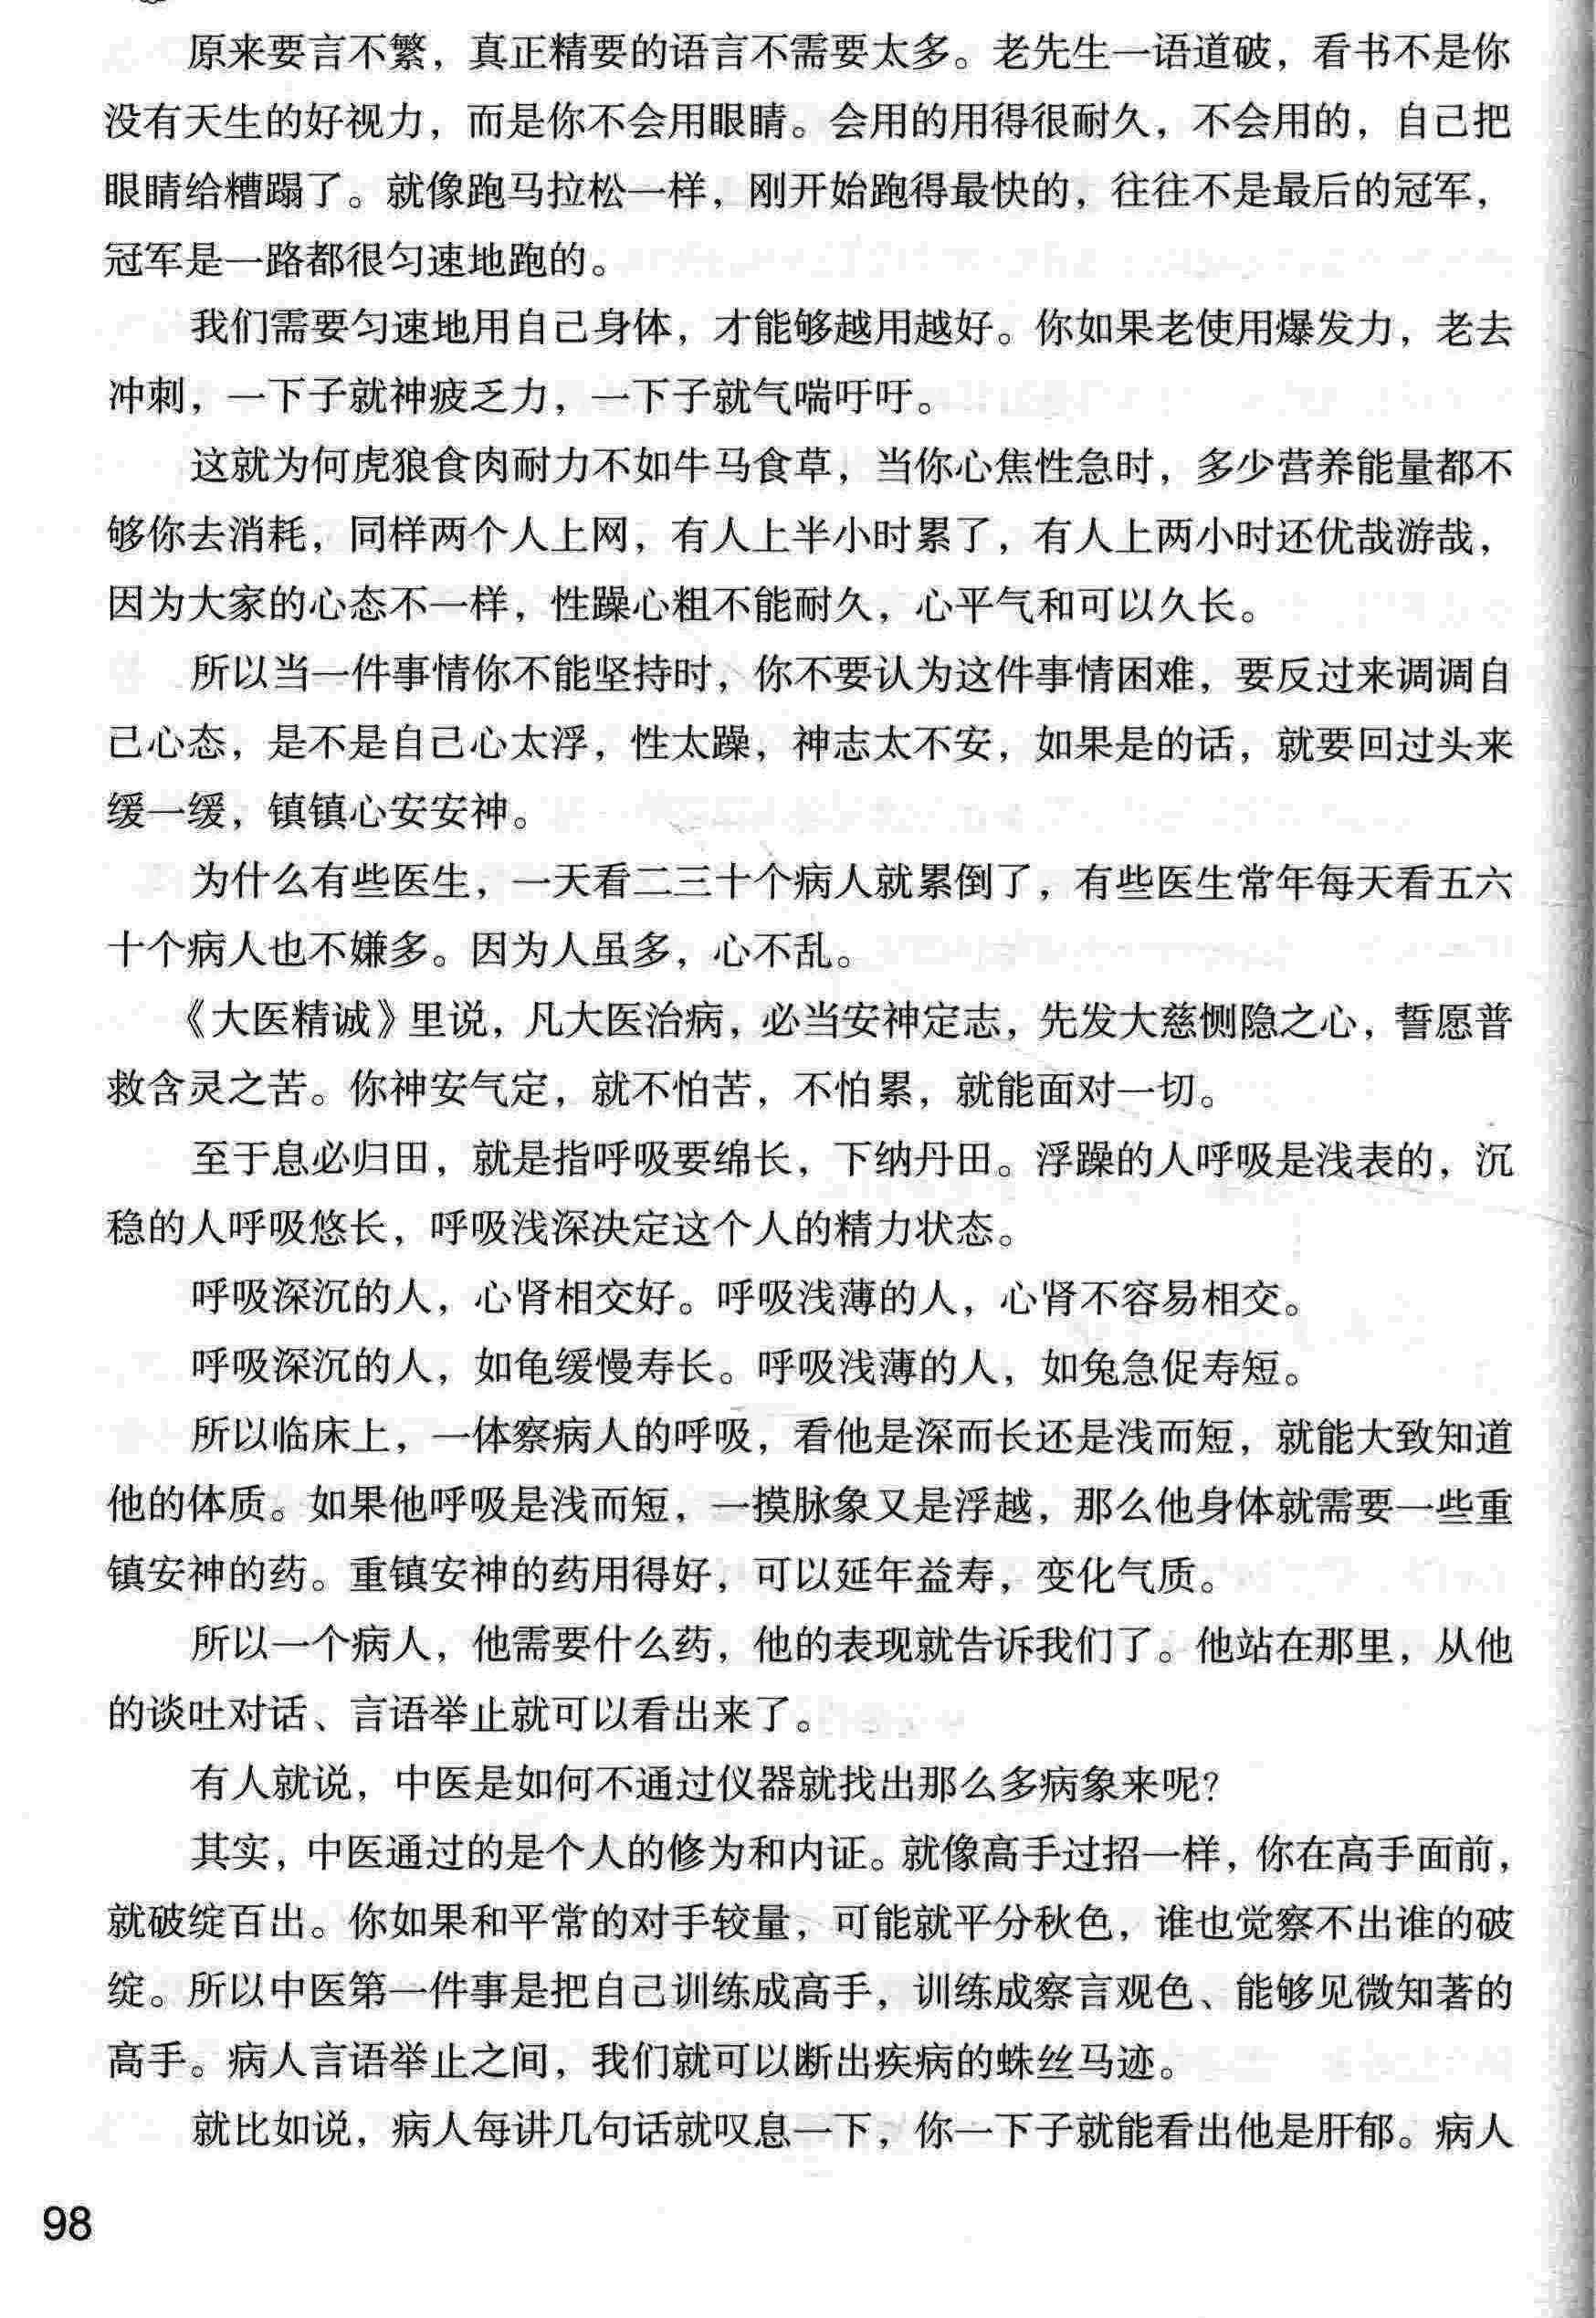 原来要言不繁，真正精要的语言不需要太多。老先生一语道破，看书不是你
没有天生的好视力，而是你不会用眼睛。会用的用得很耐久，不会用的，自己把
眼睛给糟蹋了。就像跑马拉松一样，刚开始跑得最快的，往往不是最后的冠军，
冠军是一路都很匀速地跑的。
我们需要匀速地用自己身体，才能够越用越好。你如果老使用爆发力，老去
冲刺，一下子就神疲乏力，一下子就气喘吁吁。
这就为何虎狼食肉耐力不如牛马食草，当你心焦性急时，多少营养能量都不
够你去消耗，同样两个人上网，有人上半小时累了，有人上两小时还优哉游哉，
因为大家的心态不一样，性躁心粗不能耐久，心平气和可以久长。
所以当一件事情你不能坚持时，你不要认为这件事情困难，要反过来调调自
己心态，是不是自己心太浮，性太躁，神志太不安，如果是的话，就要回过头来
缓一缓，镇镇心安安神。
为什么有些医生，一天看二三十个病人就累倒了，有些医生常年每天看五六
十个病人也不嫌多。因为人虽多，心不乱。
《大医精诚》里说，凡大医治病，必当安神定志，先发大慈恻隐之心，誓愿普
救含灵之苦。你神安气定，就不怕苦，不怕累，就能面对一切。
至于息必归田，就是指呼吸要绵长，下纳丹田。浮躁的人呼吸是浅表的，沉
稳的人呼吸悠长，呼吸浅深决定这个人的精力状态。
呼吸深沉的人，心肾相交好。呼吸浅薄的人，心肾不容易相交。
呼吸深沉的人，如龟缓慢寿长。呼吸浅薄的人，如兔急促寿短。
所以临床上，一体察病人的呼吸，看他是深而长还是浅而短，就能大致知道
他的体质。如果他呼吸是浅而短，一摸脉象又是浮越，那么他身体就需要一些重
镇安神的药。重镇安神的药用得好，可以延年益寿，变化气质。
所以一个病人，他需要什么药，他的表现就告诉我们了。他站在那里，从他
的谈吐对话、言语举止就可以看出来了。
有人就说，中医是如何不通过仪器就找出那么多病象来呢？
其实，中医通过的是个人的修为和内证。就像高手过招一样，你在高手面前，
就破绽百出。你如果和平常的对手较量，可能就平分秋色，谁也觉察不出谁的破
绽。所以中医第一件事是把自己训练成高手，训练成察言观色、能够见微知著的
高手。病人言语举止之间，我们就可以断出疾病的蛛丝马迹。
就比如说，病人每讲几句话就叹息一下，你一下子就能看出他是肝郁。病人
98